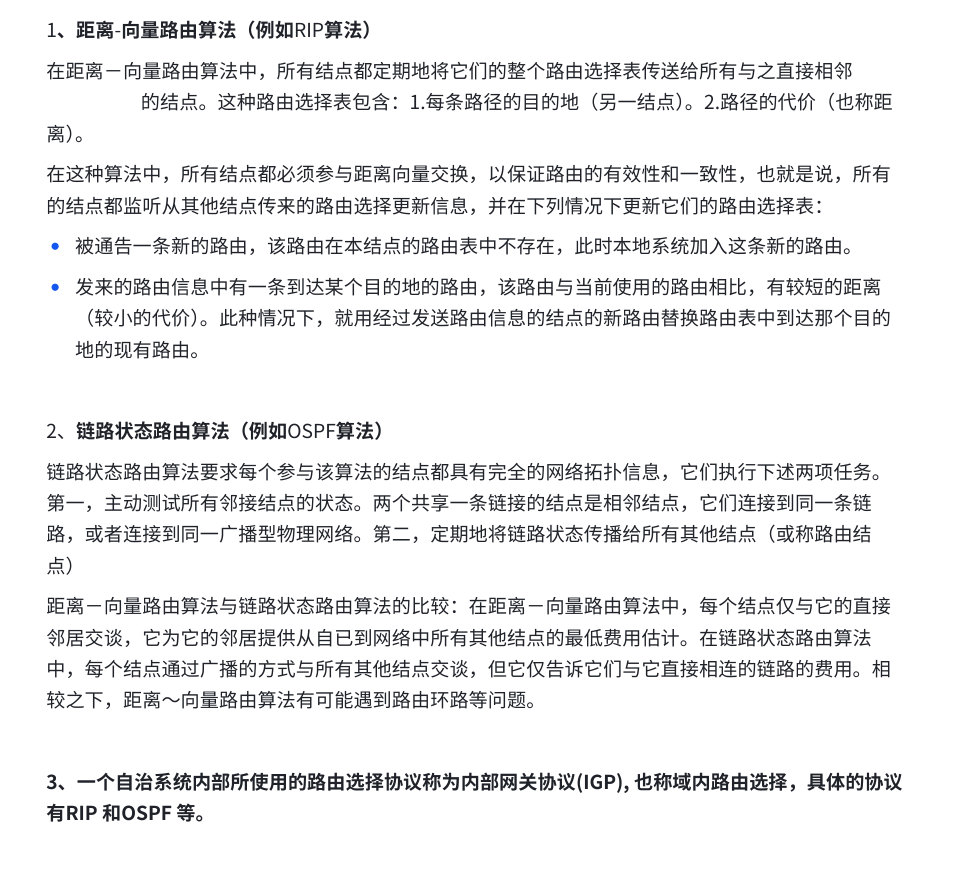 1、距离-向量路由算法（例如RIP算法）
在距离－向量路由算法中，所有结点都定期地将它们的整个路由选择表传送给所有与之直接相邻
的结点。这种路由选择表包含：1.每条路径的目的地（另一结点）。2.路径的代价（也称距
离）。
在这种算法中，所有结点都必须参与距离向量交换，以保证路由的有效性和一致性，也就是说，所有
的结点都监听从其他结点传来的路由选择更新信息，并在下列情况下更新它们的路由选择表：
• 被通告一条新的路由，该路由在本结点的路由表中不存在，此时本地系统加入这条新的路由。
• 发来的路由信息中有一条到达某个目的地的路由，该路由与当前使用的路由相比，有较短的距离
（较小的代价）。此种情况下，就用经过发送路由信息的结点的新路由替换路由表中到达那个目的
地的现有路由。
2、链路状态路由算法（例如OSPF算法）
链路状态路由算法要求每个参与该算法的结点都具有完全的网络拓扑信息，它们执行下述两项任务。
第一，主动测试所有邻接结点的状态。两个共享一条链接的结点是相邻结点，它们连接到同一条链
路，或者连接到同一广播型物理网络。第二，定期地将链路状态传播给所有其他结点（或称路由结
点）
距离－向量路由算法与链路状态路由算法的比较：在距离－向量路由算法中，每个结点仅与它的直接
邻居交谈，它为它的邻居提供从自已到网络中所有其他结点的最低费用估计。在链路状态路由算法
中，每个结点通过广播的方式与所有其他结点交谈，但它仅告诉它们与它直接相连的链路的费用。相
较之下，距离～向量路由算法有可能遇到路由环路等问题。
3、一个自治系统内部所使用的路由选择协议称为内部网关协议(IGP), 也称域内路由选择，具体的协议
有RIP 和OSPF 等。